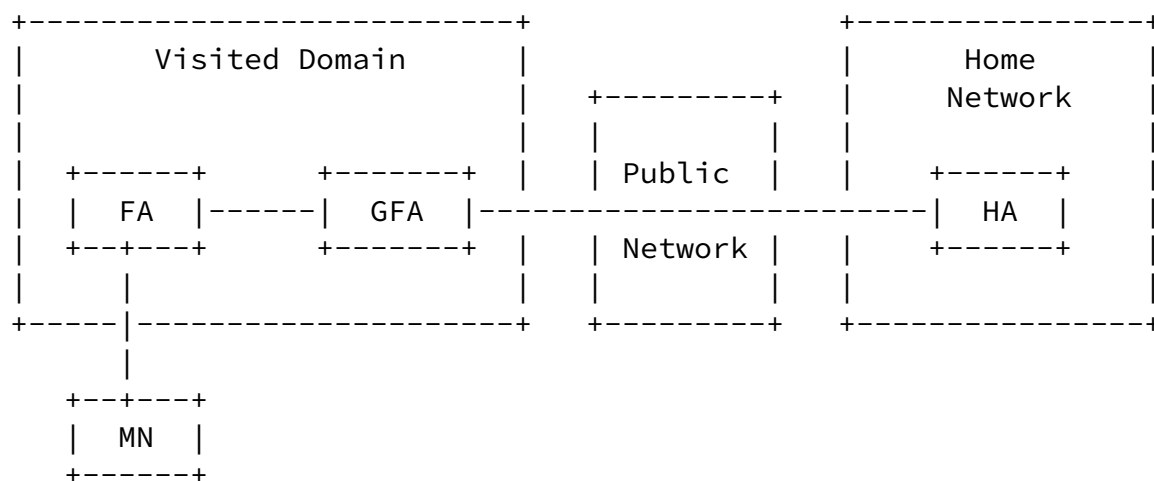 Visited Domain
Home
Network
Public
FA
GFA
HA
Network
MN